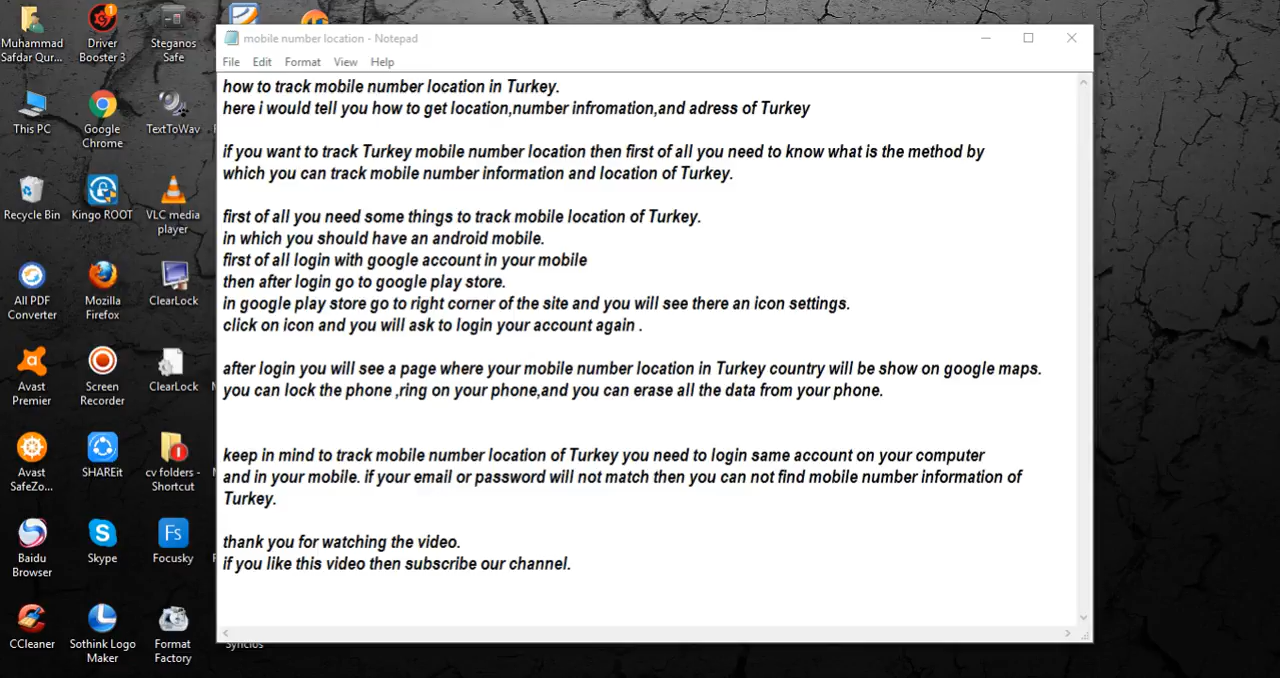 Muhammad
Safdar Qur...
Driver
Booster 3
Steganos
Safe
This PC
Google
Chrome
TextToWav
Recycle Bin
Kingo ROOT
VLC media
player
All PDF
Converter
Mozilla
Firefox
ClearLock
Avast
Premier
Screen
Recorder
ClearLock
Avast
SafeZo...
SHAREit
cv folders -
Shortcut
Baidu
Browser
Skype
Focusky
CCleaner
Sothink Logo
Maker
Format
Factory
Syncios
mobile number location - Notepad
File Edit Format View Help
how to track mobile number location in Turkey.
here i would tell you how to get location,number infromation,and adress of Turkey
if you want to track Turkey mobile number location then first of all you need to know what is the method by
which you can track mobile number information and location of Turkey.
first of all you need some things to track mobile location of Turkey.
in which you should have an android mobile.
first of all login with google account in your mobile
then after login go to google play store.
in google play store go to right corner of the site and you will see there an icon settings.
click on icon and you will ask to login your account again .
after login you will see a page where your mobile number location in Turkey country will be show on google maps.
you can lock the phone ,ring on your phone,and you can erase all the data from your phone.
keep in mind to track mobile number location of Turkey you need to login same account on your computer
and in your mobile. if your email or password will not match then you can not find mobile number information of
Turkey.
thank you for watching the video.
if you like this video then subscribe our channel.